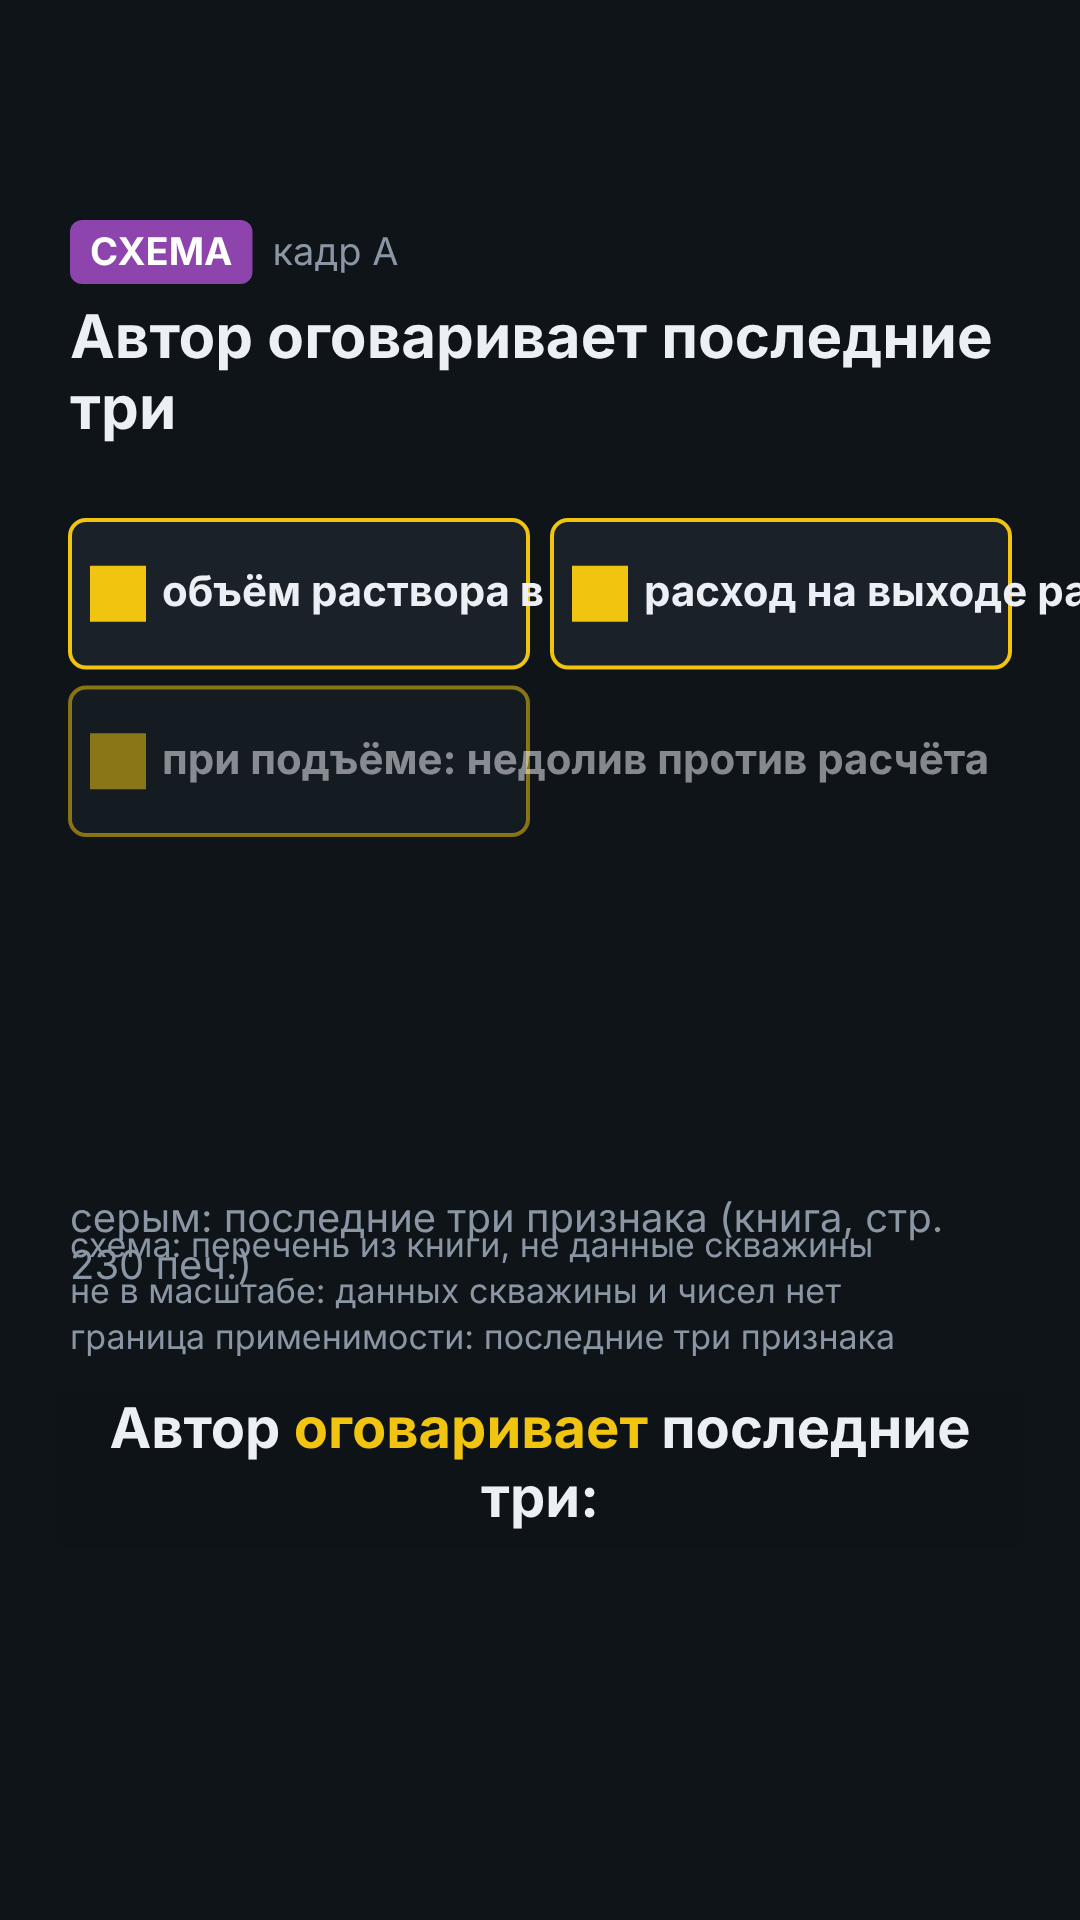 СХЕМА кадр А
Автор оговаривает последние
три
объём раствора в
расход на выходе ра
при подъёме: недолив против расчёта
серым: последние три признака (книга, стр.
230 печ.)
схема: перечень из книги, не данные скважины
не в масштабе: данных скважины и чисел нет
граница применимости: последние три признака
Автор оговаривает последние
три: